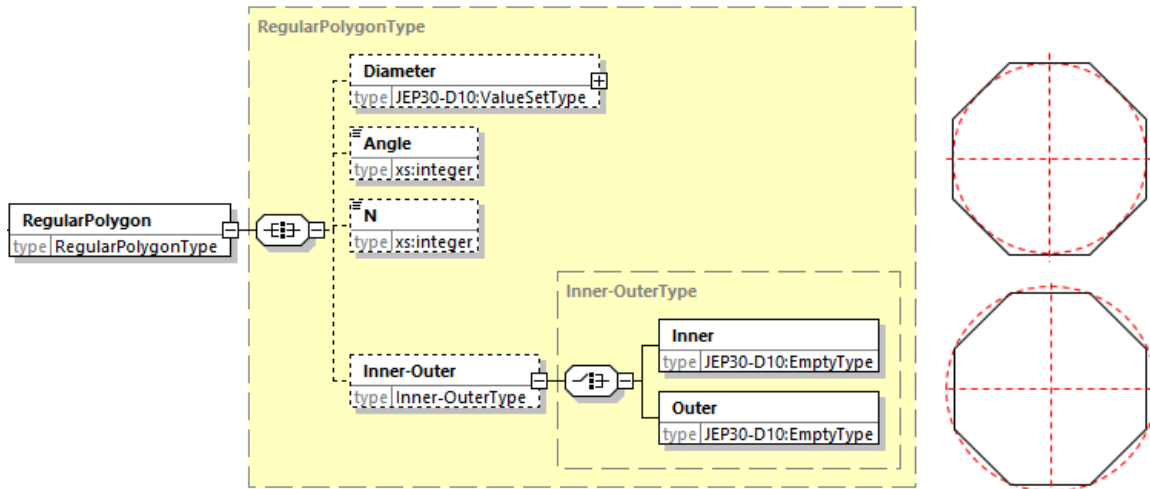 RegularPolygonType
Diameter
type JEP30-D10:ValueSetType
Angle
type xs:integer
RegularPolygon
type RegularPolygonType
N
type xs:integer
Inner-OuterType
Inner
type JEP30-D10:EmptyType
Inner-Outer
type Inner-OuterType
Outer
type JEP30-D10:EmptyType